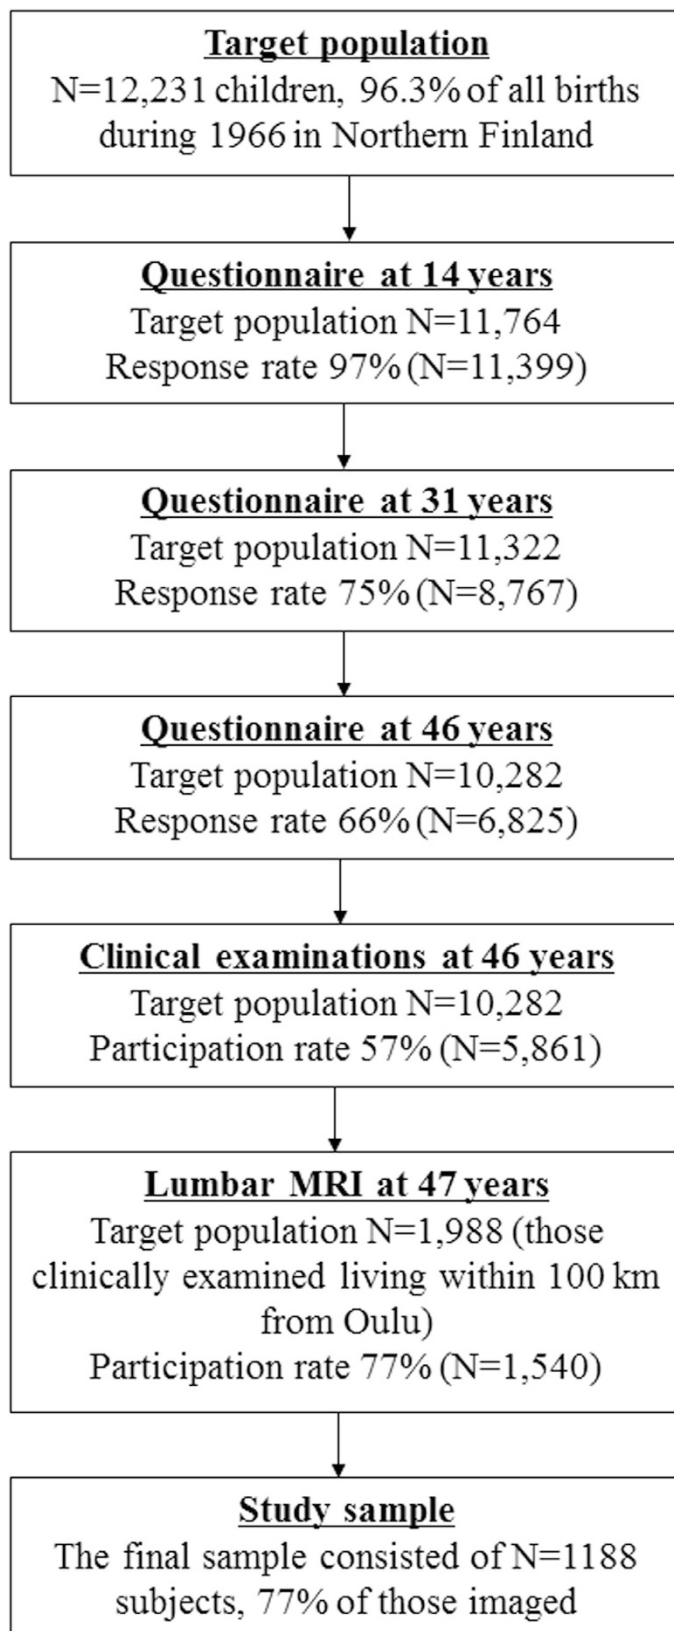 Target population
N=12,231 children, 96.3% of all births
during 1966 in Northern Finland
Questionnaire at 14 years
Target population N=11,764
Response rate 97% (N=11,399)
Questionnaire at 31 years
Target population N=11,322
Response rate 75% (N=8,767)
Questionnaire at 46 years
Target population N=10,282
Response rate 66% (N=6,825)
Clinical examinations at 46 years
Target population N=10,282
Participation rate 57% (N=5,861)
Lumbar MRI at 47 years
Target population N=1,988 (those
clinically examined living within 100 km
from Oulu)
Participation rate 77% (N=1,540)
Study sample
The final sample consisted of N=1188
subjects, 77% of those imaged